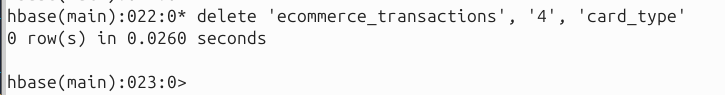 hbase(main):022:0* delete 'ecommerce_transactions', '4', 'card_type'
0 row(s) in 0.0260 seconds
hbase(main):023:0>